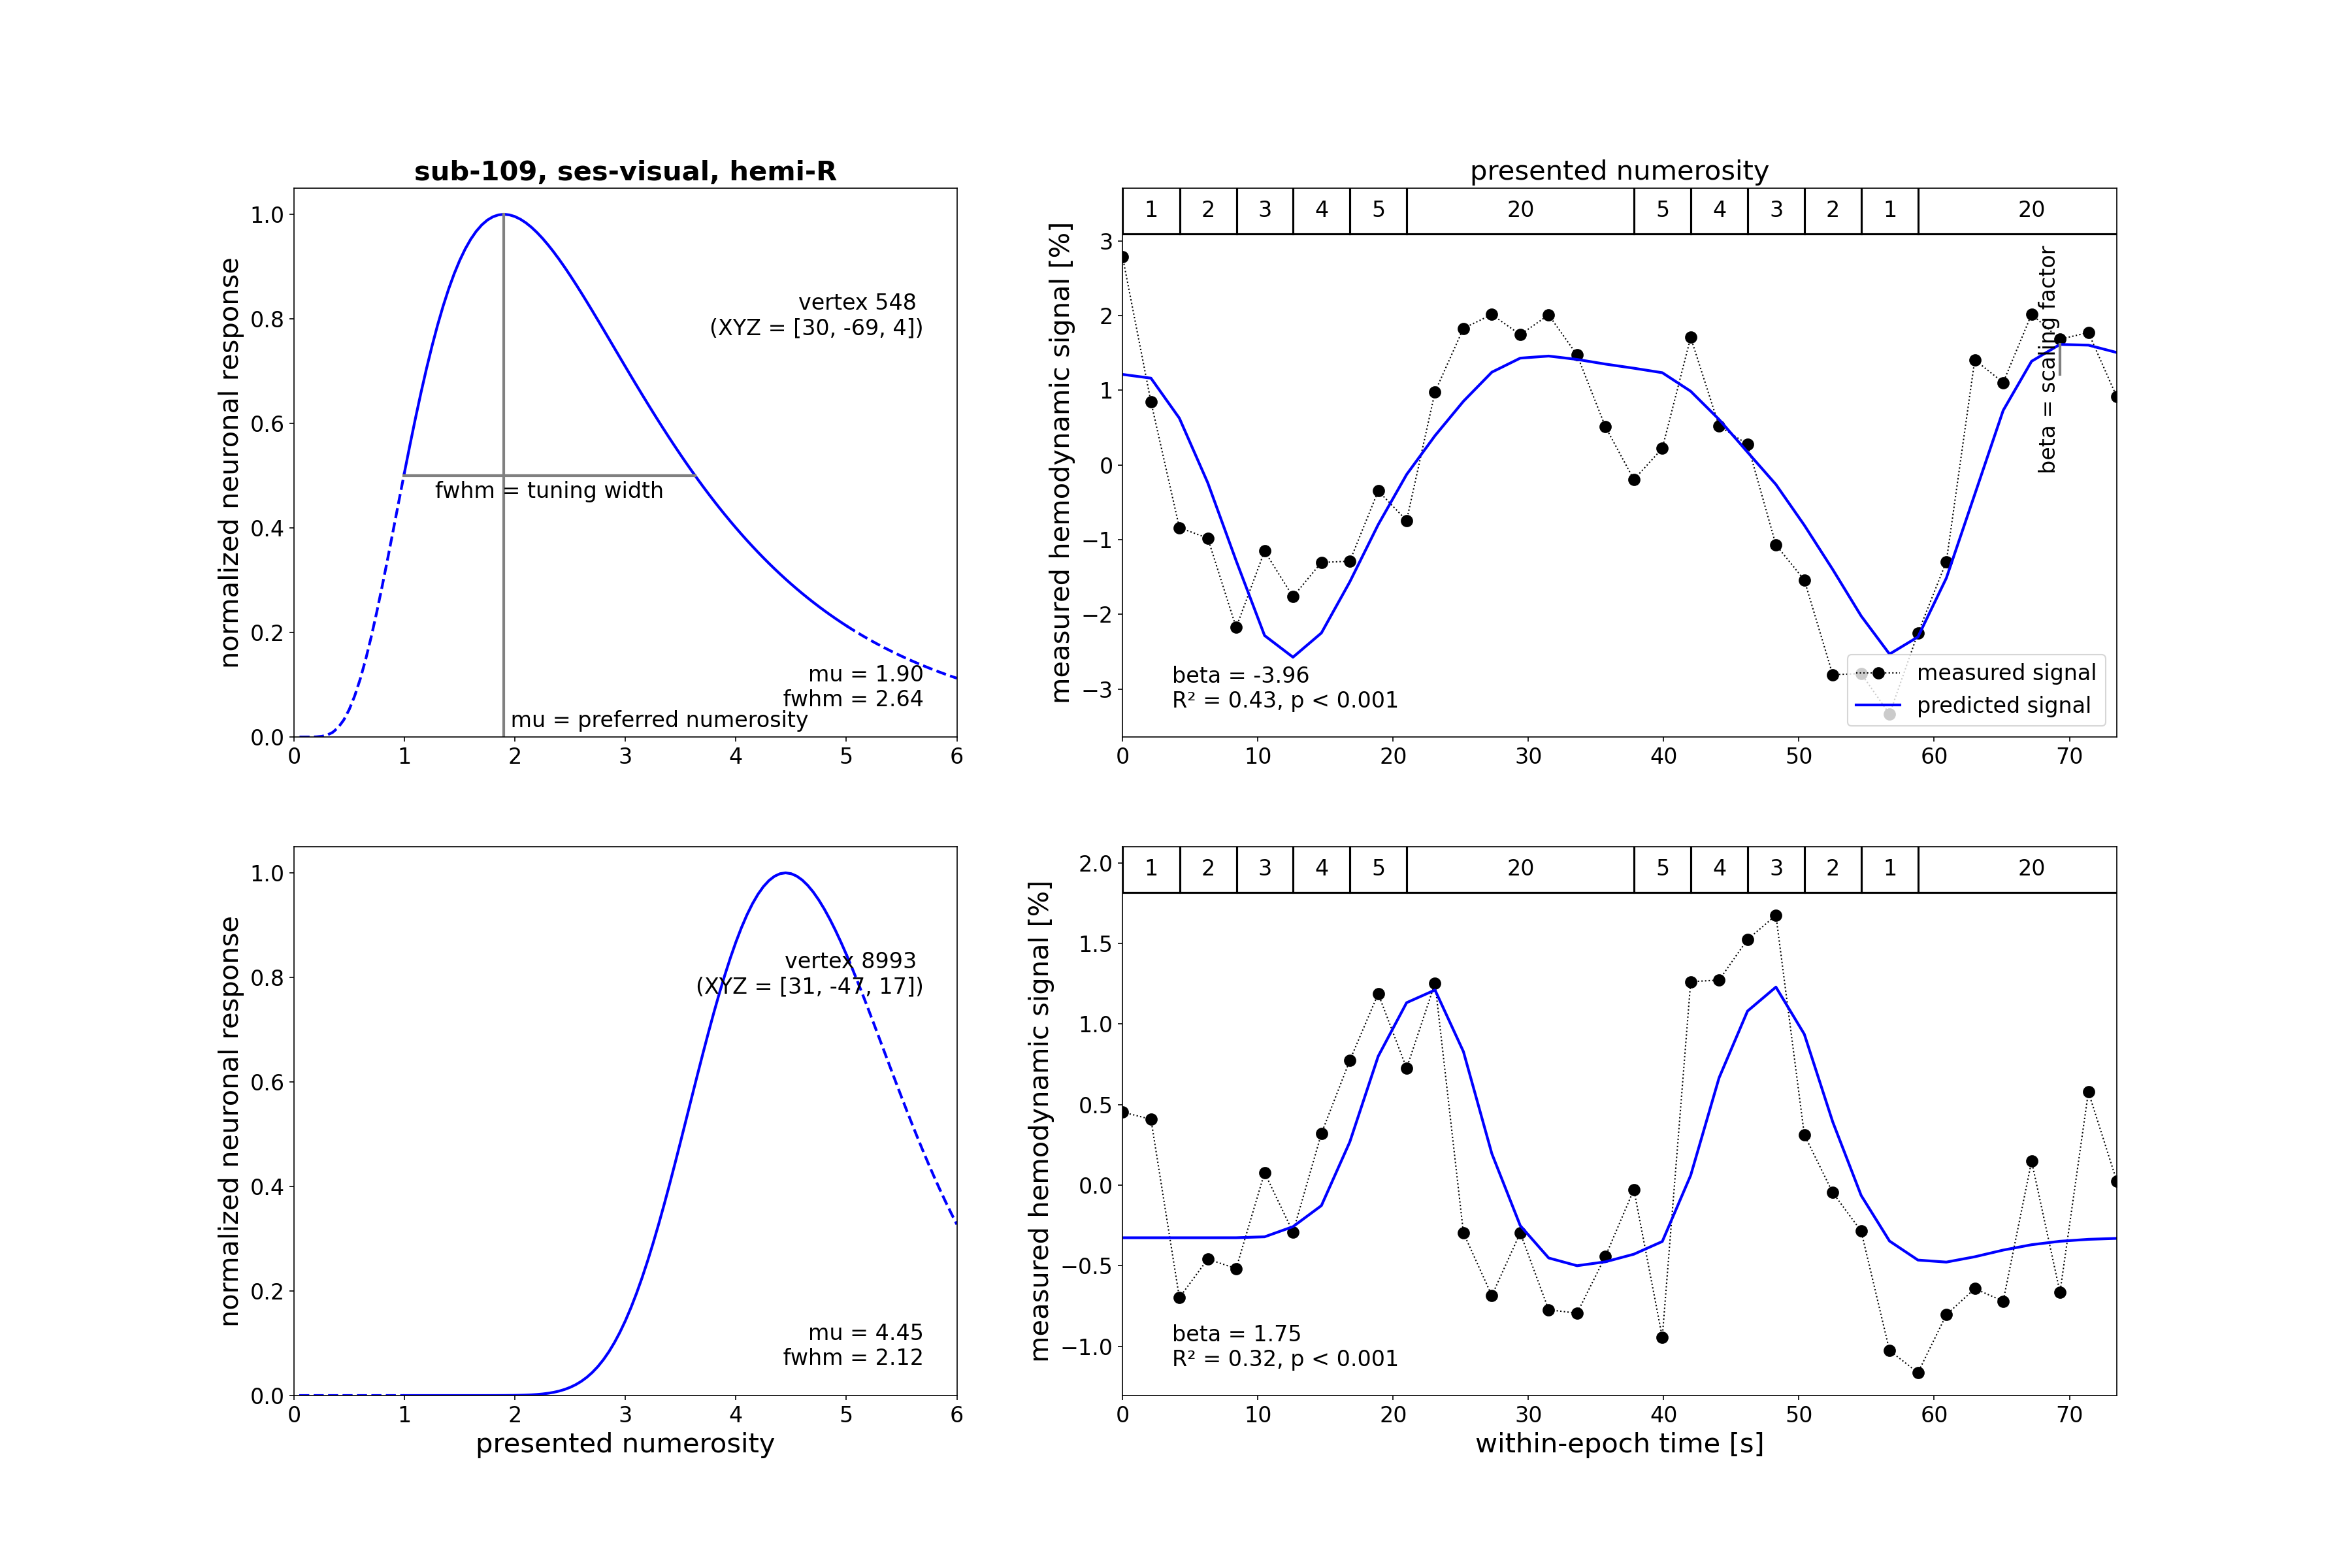 sub-109, ses-visual, hemi-R
normalized neuronal response
1.0
0.8
0.6
0.4
0.2
0.0
vertex 548
(XYZ = [30, -69, 4])
fwhm = tuning width
mu = 1.90
fwhm = 2.64
mu = preferred numerosity
0 1 2 3 4 5 6
presented numerosity
1 2 3 4 5 20 5 4 3 2 1 20
measured hemodynamic signal [%]
3
2
1
0
−1
−2
−3
beta = scaling factor
beta = -3.96
R² = 0.43, p < 0.001
measured signal
predicted signal
0 10 20 30 40 50 60 70
normalized neuronal response
1.0
0.8
0.6
0.4
0.2
0.0
vertex 8993
(XYZ = [31, -47, 17])
mu = 4.45
fwhm = 2.12
0 1 2 3 4 5 6
presented numerosity
1 2 3 4 5 20 5 4 3 2 1 20
measured hemodynamic signal [%]
2.0
1.5
1.0
0.5
0.0
−0.5
−1.0
beta = 1.75
R² = 0.32, p < 0.001
0 10 20 30 40 50 60 70
within-epoch time [s]